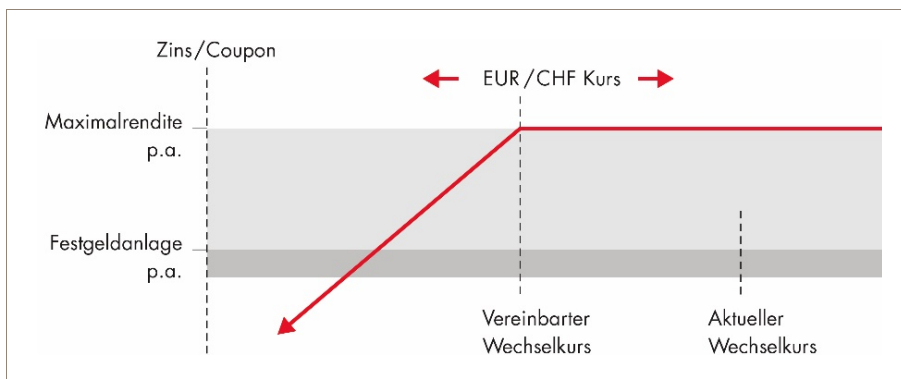 Zins/Coupon
EUR/CHF Kurs
Maximalrendite
p.a.
Festgeldanlage
p.a.
Vereinbarter
Wechselkurs
Aktueller
Wechselkurs